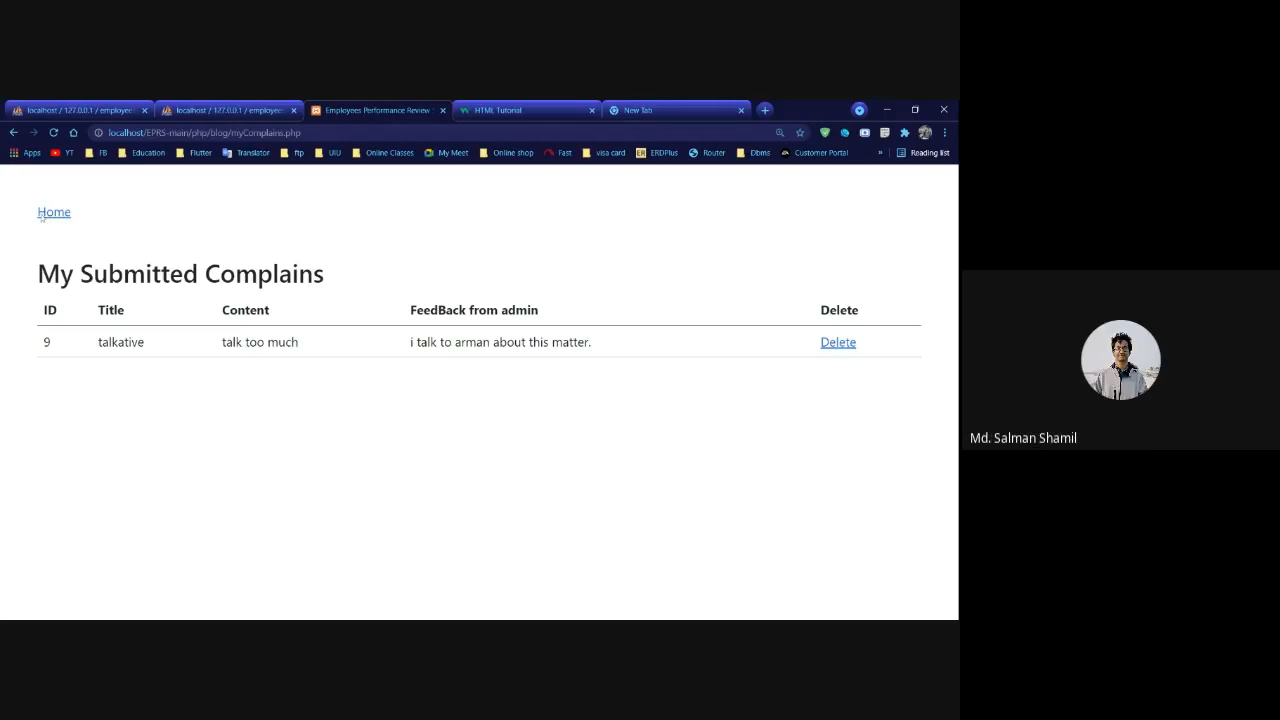 localhost / 127.0.0.1 / employee localhost / 127.0.0.1 / employee Employees Performance Review HTML Tutorial New Tab
localhost/EPRS-main/php/blog/myComplains.php
Apps YT FB Education Flutter Translator ftp UIU Online Classes My Meet Online shop Fast visa card ERDPlus Router Dbms Customer Portal » Reading list
Home
My Submitted Complains
ID Title Content FeedBack from admin Delete
9 talkative talk too much i talk to arman about this matter. Delete
Md. Salman Shamil